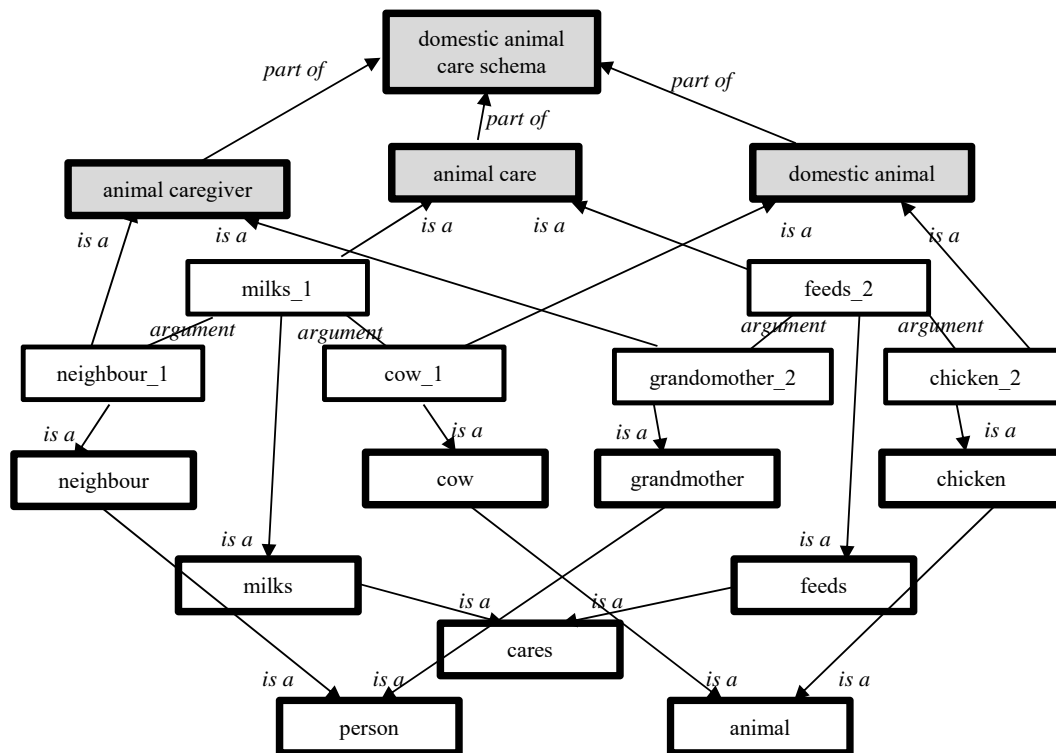 domestic animal
care schema
part of
part of
part of
animal caregiver
animal care
domestic animal
is a
is a
is a
is a
is a
is a
milks_1
feeds_2
argument
argument
argument
argument
neighbour_1
cow_1
grandomother_2
chicken_2
is a
is a
is a
is a
neighbour
cow
grandmother
chicken
is a
is a
milks
feeds
is a
is a
cares
is a
is a
is a
is a
person
animal